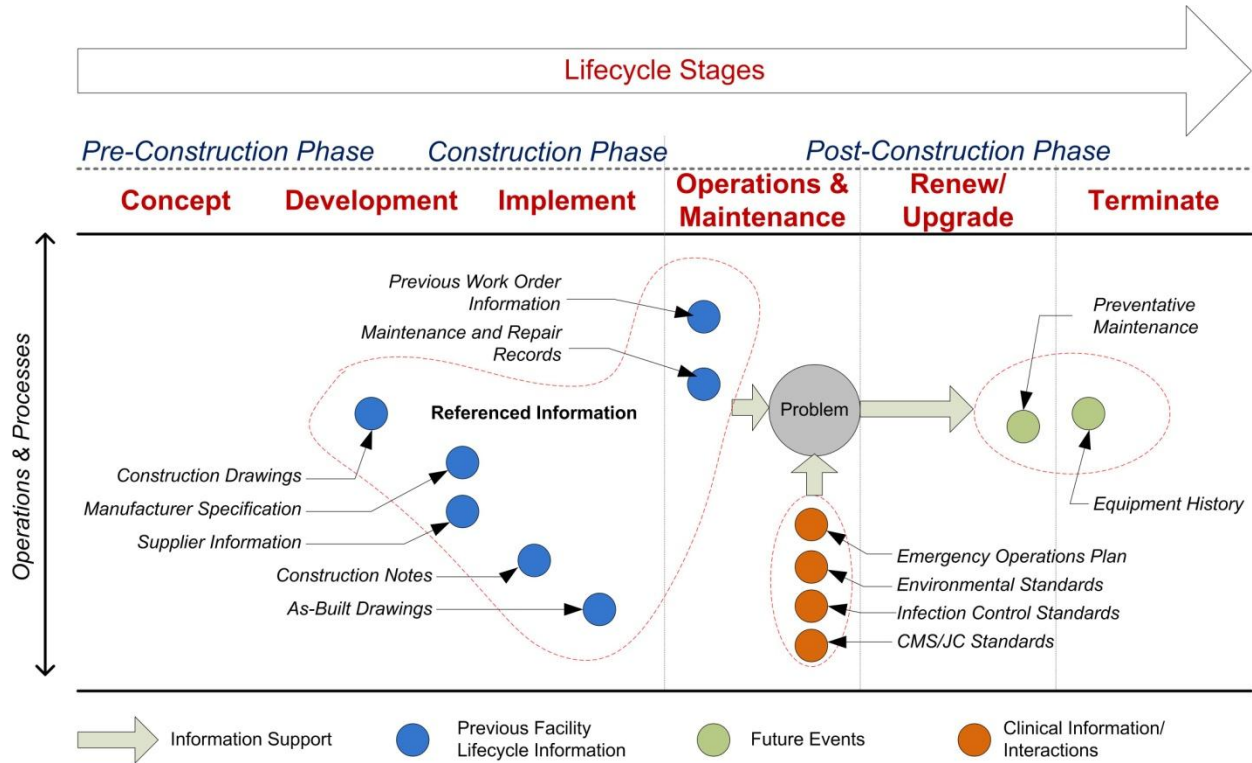 Lifecycle Stages
Pre-Construction Phase
Construction Phase
Post-Construction Phase
Concept
Development
Implement
Operations &
Maintenance
Renew/
Upgrade
Terminate
Operations & Processes
Previous Work Order
Information
Maintenance and Repair
Records
Referenced Information
Construction Drawings
Manufacturer Specification
Supplier Information
Construction Notes
As-Built Drawings
Problem
Preventative
Maintenance
Equipment History
Emergency Operations Plan
Environmental Standards
Infection Control Standards
CMS/JC Standards
Information Support
Previous Facility
Lifecycle Information
Future Events
Clinical Information/
Interactions